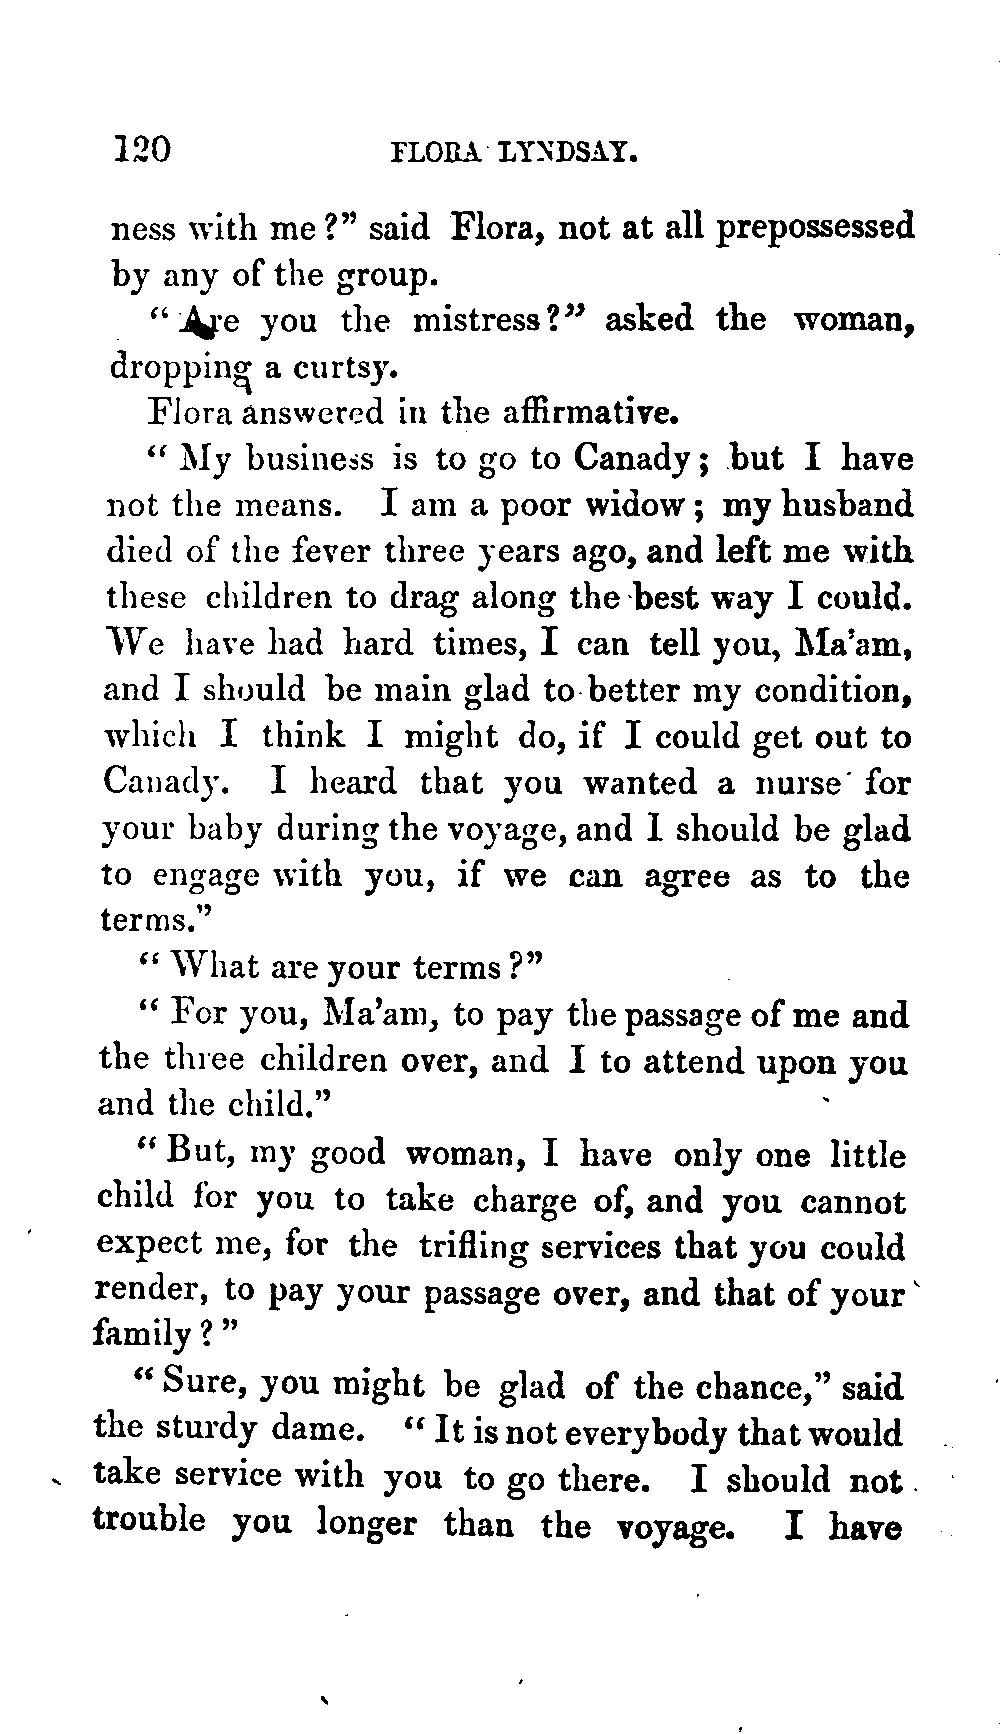 120 FLORA LYNDSAY.
ness with me?” said Flora, not at all prepossessed
by any of the group.
“Are you the mistress?” asked the woman,
dropping a curtsy.
Flora answered in the affirmative.
“My business is to go to Canady; but I have
not the means. I am a poor widow; my husband
died of the fever three years ago, and left me with
these children to drag along the best way I could.
We have had hard times, I can tell you, Ma’am,
and I should be main glad to better my condition,
which I think I might do, if I could get out to
Canady. I heard that you wanted a nurse for
your baby during the voyage, and I should be glad
to engage with you, if we can agree as to the
terms.”
“What are your terms?”
“For you, Ma’am, to pay the passage of me and
the three children over, and I to attend upon you
and the child.”
“But, my good woman, I have only one little
child for you to take charge of, and you cannot
expect me, for the trifling services that you could
render, to pay your passage over, and that of your
family?”
“Sure, you might be glad of the chance,” said
the sturdy dame. “It is not everybody that would
take service with you to go there. I should not
trouble you longer than the voyage. I have